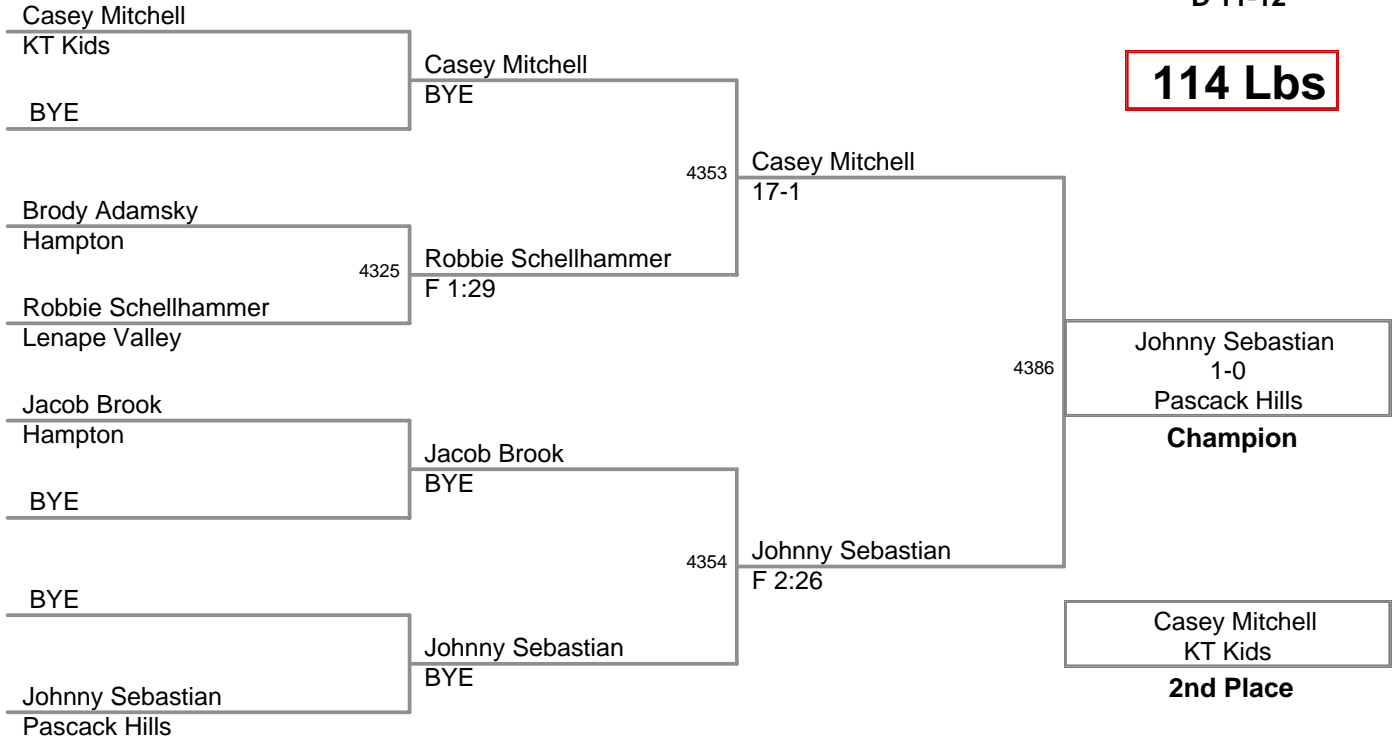 D 11-12
114 Lbs
Casey Mitchell
KT Kids
BYE
Brody Adamsky
Hampton
4325
Robbie Schellhammer
Lenape Valley
Jacob Brook
Hampton
BYE
BYE
Johnny Sebastian
Pascack Hills
Casey Mitchell
BYE
4353
Robbie Schellhammer
F 1:29
Jacob Brook
BYE
4354
Johnny Sebastian
BYE
Casey Mitchell
17-1
4386
Johnny Sebastian
F 2:26
Johnny Sebastian
1-0
Pascack Hills
Champion
Casey Mitchell
KT Kids
2nd Place